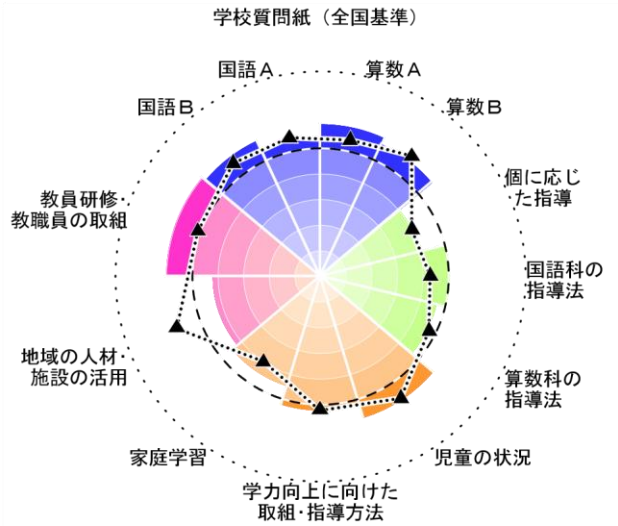 学校質問紙（全国基準）
国語Ａ
算数Ａ
国語Ｂ
算数Ｂ
個に応じ
た指導
教員研修・
教職員の取組
国語科の
指導法
地域の人材・
施設の活用
算数科の
指導法
家庭学習
児童の状況
学力向上に向けた
取組・指導方法